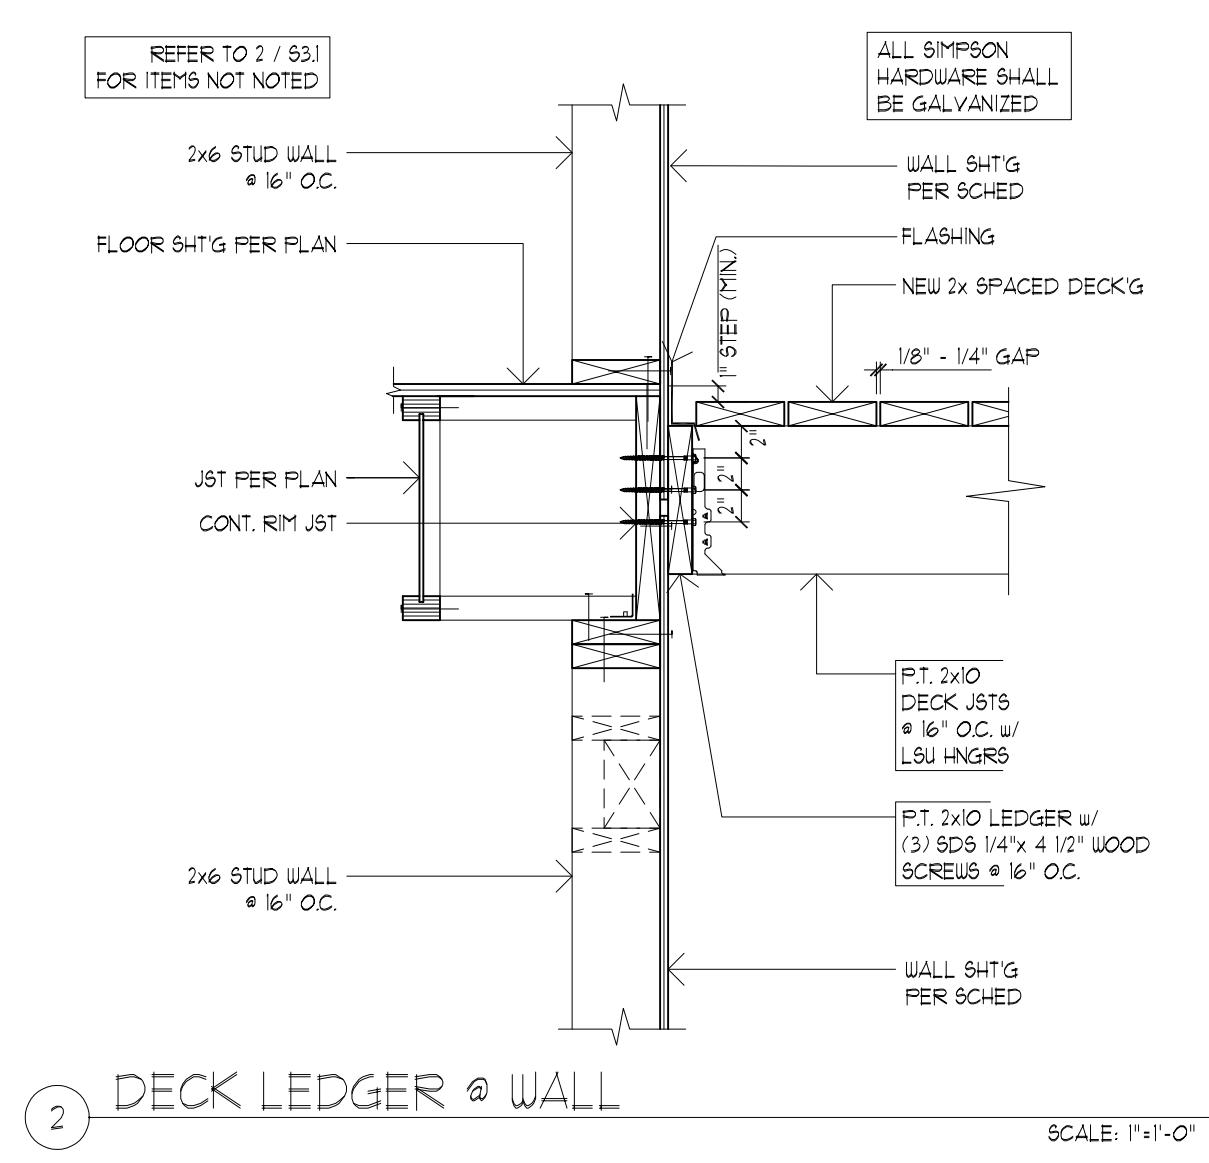 REFER TO 2 / S3.1
FOR ITEMS NOT NOTED
ALL SIMPSON
HARDWARE SHALL
BE GALVANIZED
2x6 STUD WALL
@ 16" O.C.
WALL SHT'G
PER SCHED
FLOOR SHT'G PER PLAN
FLASHING
1" STEP (MIN.)
NEW 2x SPACED DECK'G
1/8" - 1/4" GAP
2"
2"
2"
JST PER PLAN
CONT. RIM JST
P.T. 2x10
DECK JSTS
@ 16" O.C. w/
LSU HNGRS
P.T. 2x10 LEDGER w/
(3) SDS 1/4"x 4 1/2" WOOD
SCREWS @ 16" O.C.
2x6 STUD WALL
@ 16" O.C.
WALL SHT'G
PER SCHED
2
DECK LEDGER @ WALL
SCALE: 1"=1'-0"